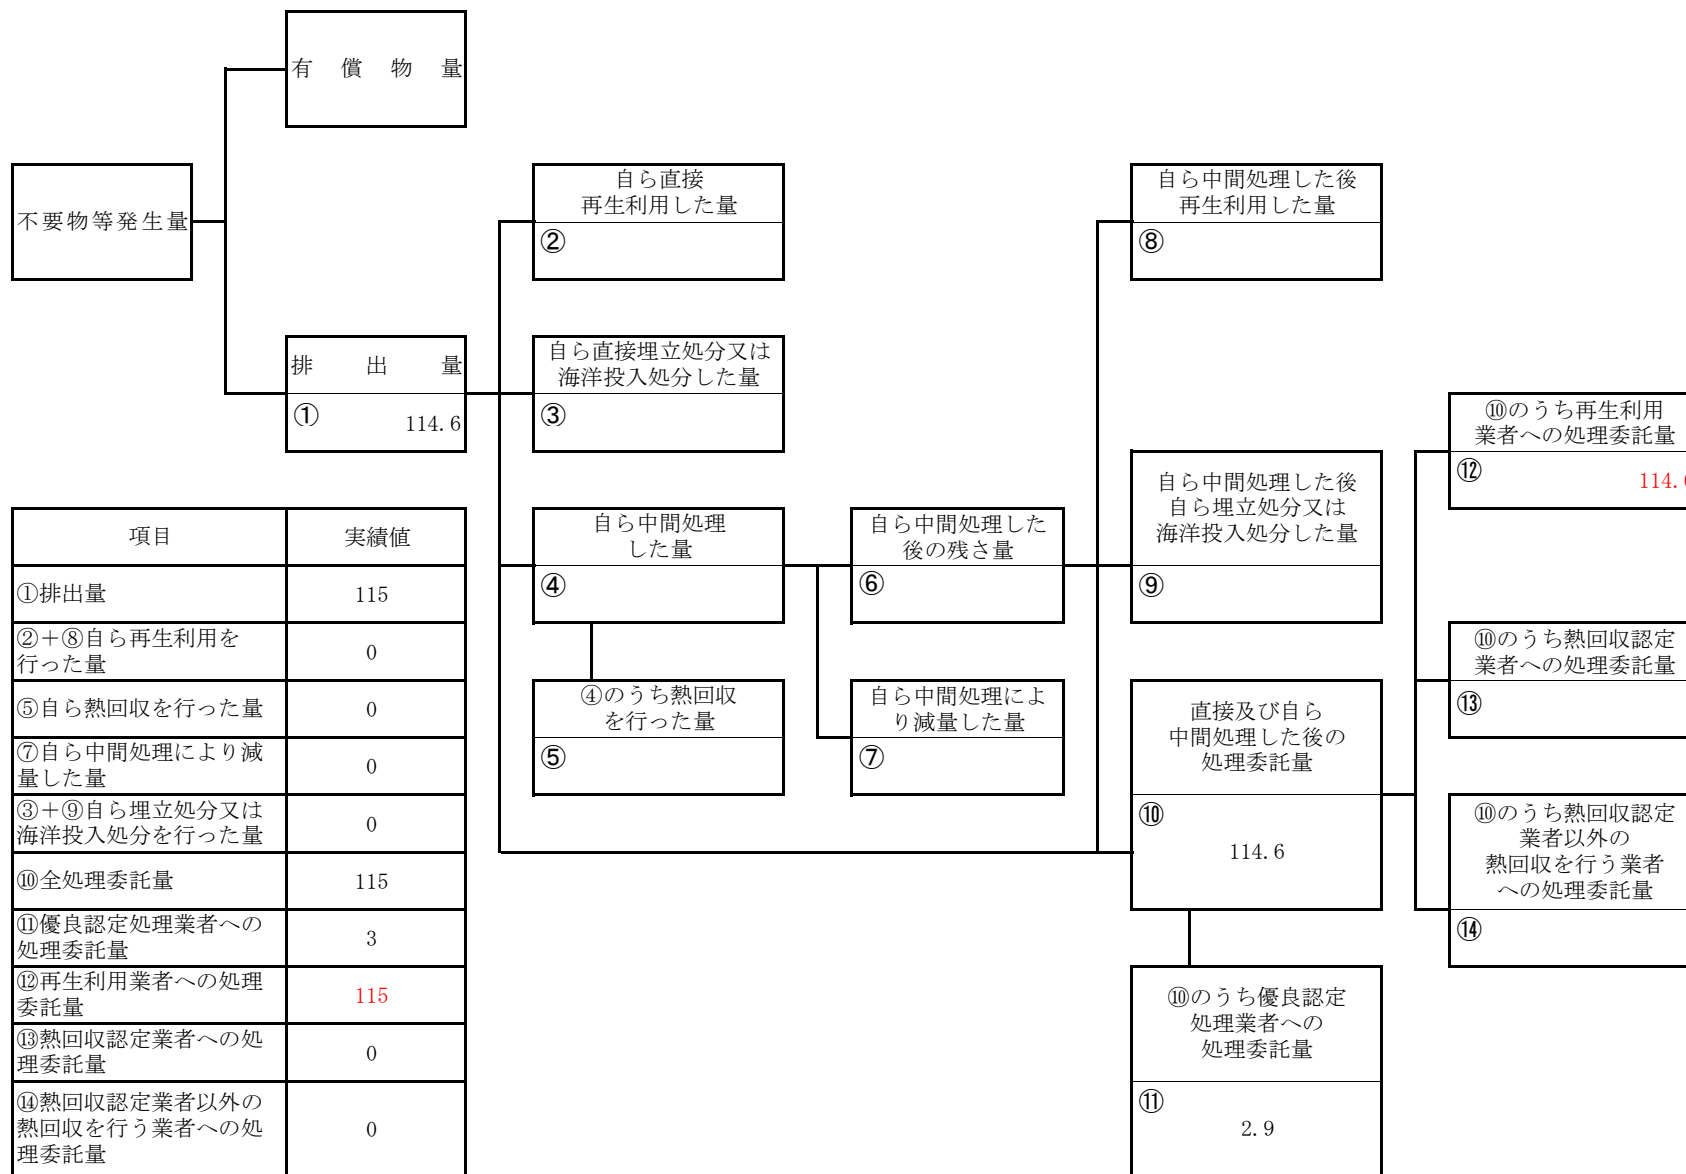 有償物量
不要物等発生量
排出量
① 114.6
自ら直接
再生利用した量
②
自ら直接埋立処分又は
海洋投入処分した量
③
自ら中間処理
した量
④
④のうち熱回収
を行った量
⑤
自ら中間処理した
後の残さ量
⑥
自ら中間処理によ
り減量した量
⑦
自ら中間処理した後
再生利用した量
⑧
自ら中間処理した後
自ら埋立処分又は
海洋投入処分した量
⑨
直接及び自ら
中間処理した後の
処理委託量
⑩
114.6
⑩のうち優良認定
処理業者への
処理委託量
⑪
2.9
⑩のうち再生利用
業者への処理委託量
⑫ 114.6
⑩のうち熱回収認定
業者への処理委託量
⑬
⑩のうち熱回収認定
業者以外の
熱回収を行う業者
への処理委託量
⑭
項目 実績値
①排出量 115
②+⑧自ら再生利用を
行った量 0
⑤自ら熱回収を行った量 0
⑦自ら中間処理により減
量した量 0
③+⑨自ら埋立処分又は
海洋投入処分を行った量 0
⑩全処理委託量 115
⑪優良認定処理業者への
処理委託量 3
⑫再生利用業者への処理
委託量 115
⑬熱回収認定業者への処
理委託量 0
⑭熱回収認定業者以外の
熱回収を行う業者への処
理委託量 0